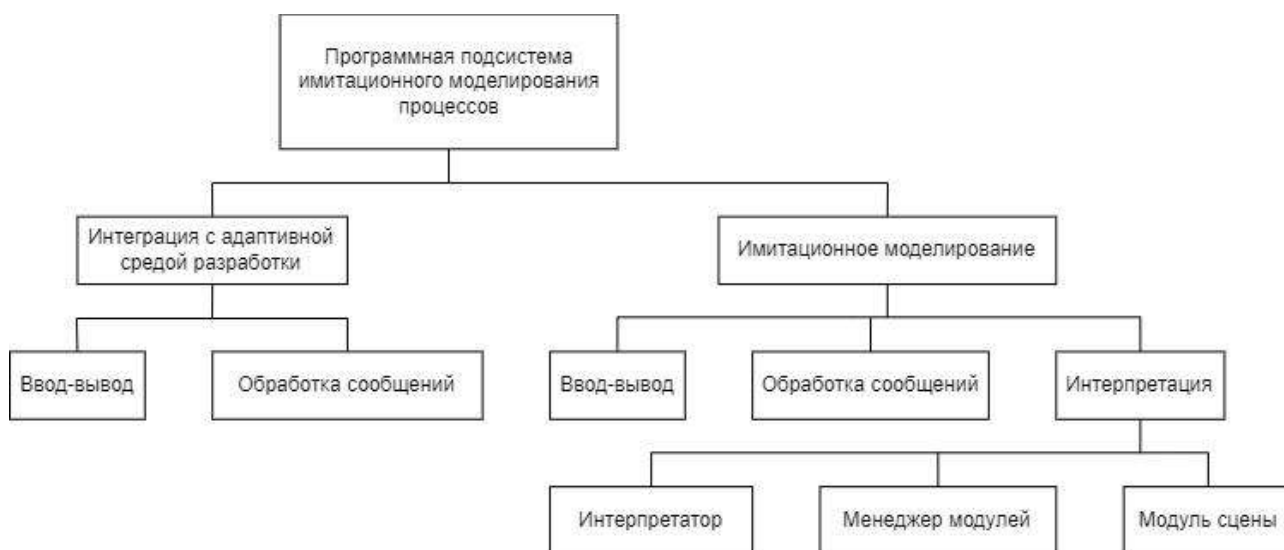 Программная подсистема
имитационного моделирования
процессов
Интеграция с адаптивной
средой разработки
Имитационное моделирование
Ввод-вывод
Обработка сообщений
Ввод-вывод
Обработка сообщений
Интерпретация
Интерпретатор
Менеджер модулей
Модуль сцены